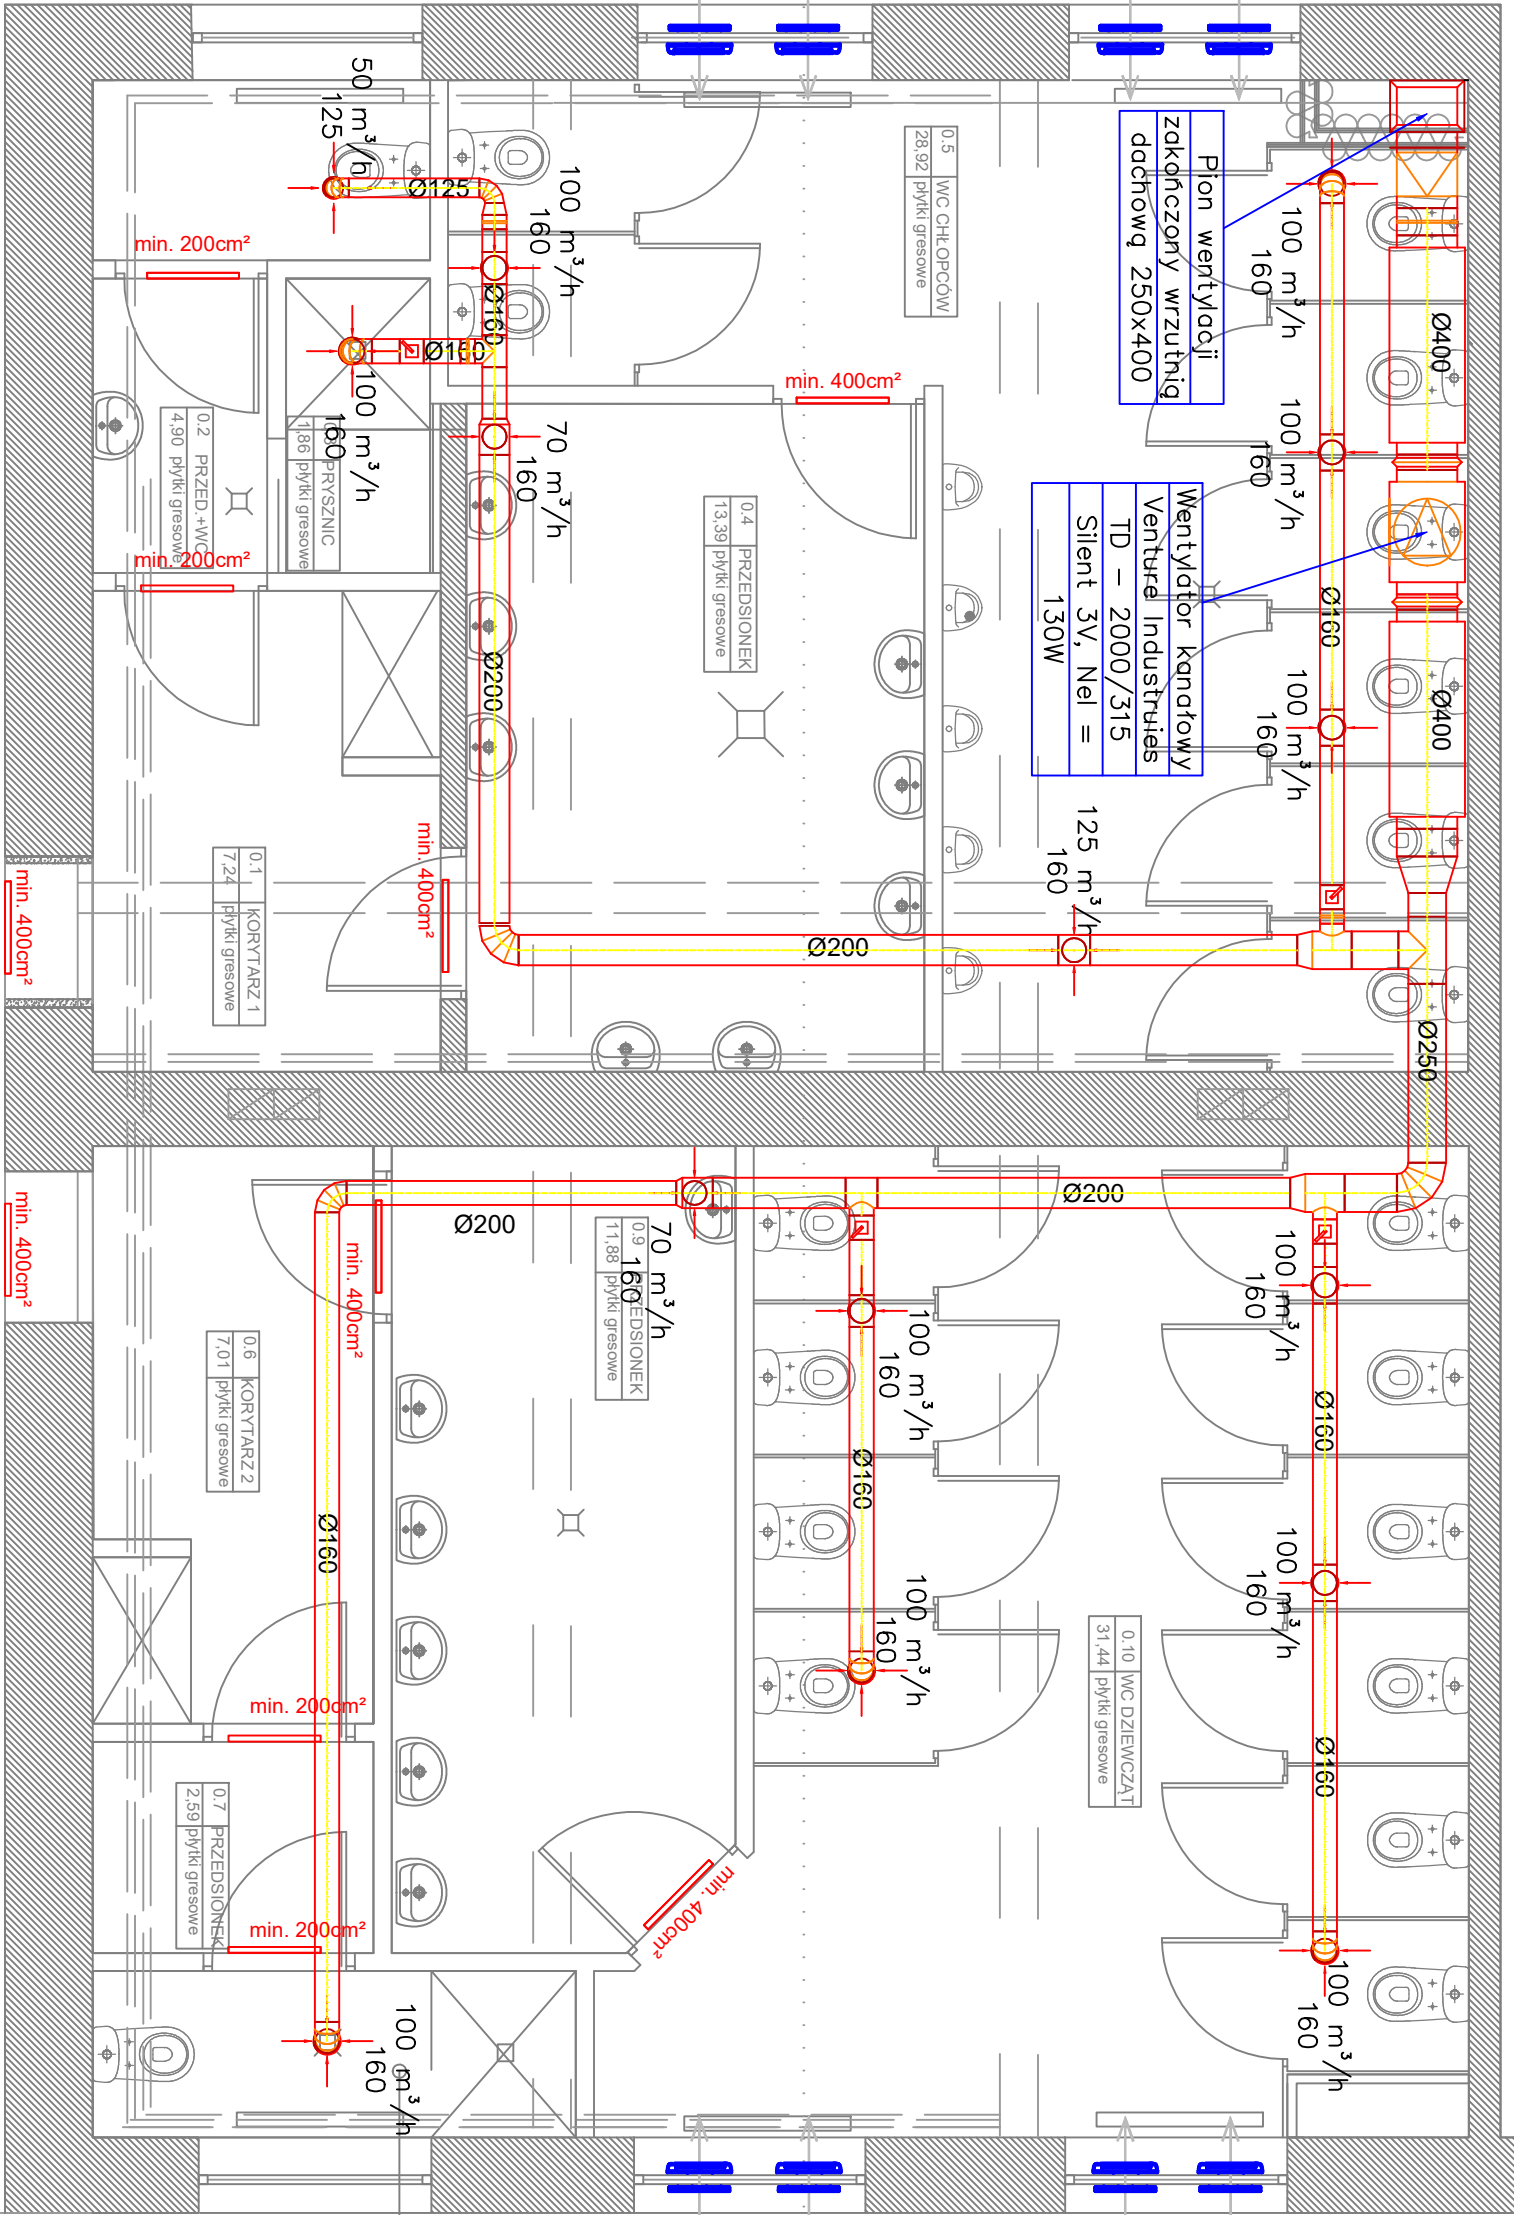 50 m³/h
125
Ø125
100 m³/h
160
Ø160
min. 200cm²
Ø160
100 m³/h
160
0.5 WC CHŁOPCÓW
28,92 płytki gresowe
Pion wentylacji
zakończony wrzutnią
dachową 250x400
100 m³/h
160
Ø400
min. 400cm²
0.2 PRZED.+WC
4,90 płytki gresowe
PRYSZNIC
1,86 płytki gresowe
70 m³/h
160
100 m³/h
160
min. 200cm²
0.4 PRZEDSIONEK
13,39 płytki gresowe
Wentylator kanałowy
Venture Industruies
TD - 2000/315
Silent 3V, Nel =
130W
Ø160
Ø200
100 m³/h
160
Ø400
min. 400cm²
min. 400cm²
0.1 KORYTARZ 1
7,24 płytki gresowe
125 m³/h
160
Ø200
Ø250
min. 400cm²
min. 400cm²
Ø200
Ø200
70 m³/h
160
0.9 PRZEDSIONEK
11,88 płytki gresowe
100 m³/h
160
100 m³/h
160
0.6 KORYTARZ 2
7,01 płytki gresowe
Ø160
Ø160
Ø160
100 m³/h
160
100 m³/h
160
0.10 WC DZIEWCZĄT
31,44 płytki gresowe
min. 200cm²
Ø160
0.7 PRZEDSIONEK
2,59 płytki gresowe
min. 200cm²
min. 400cm²
100 m³/h
160
100 m³/h
160